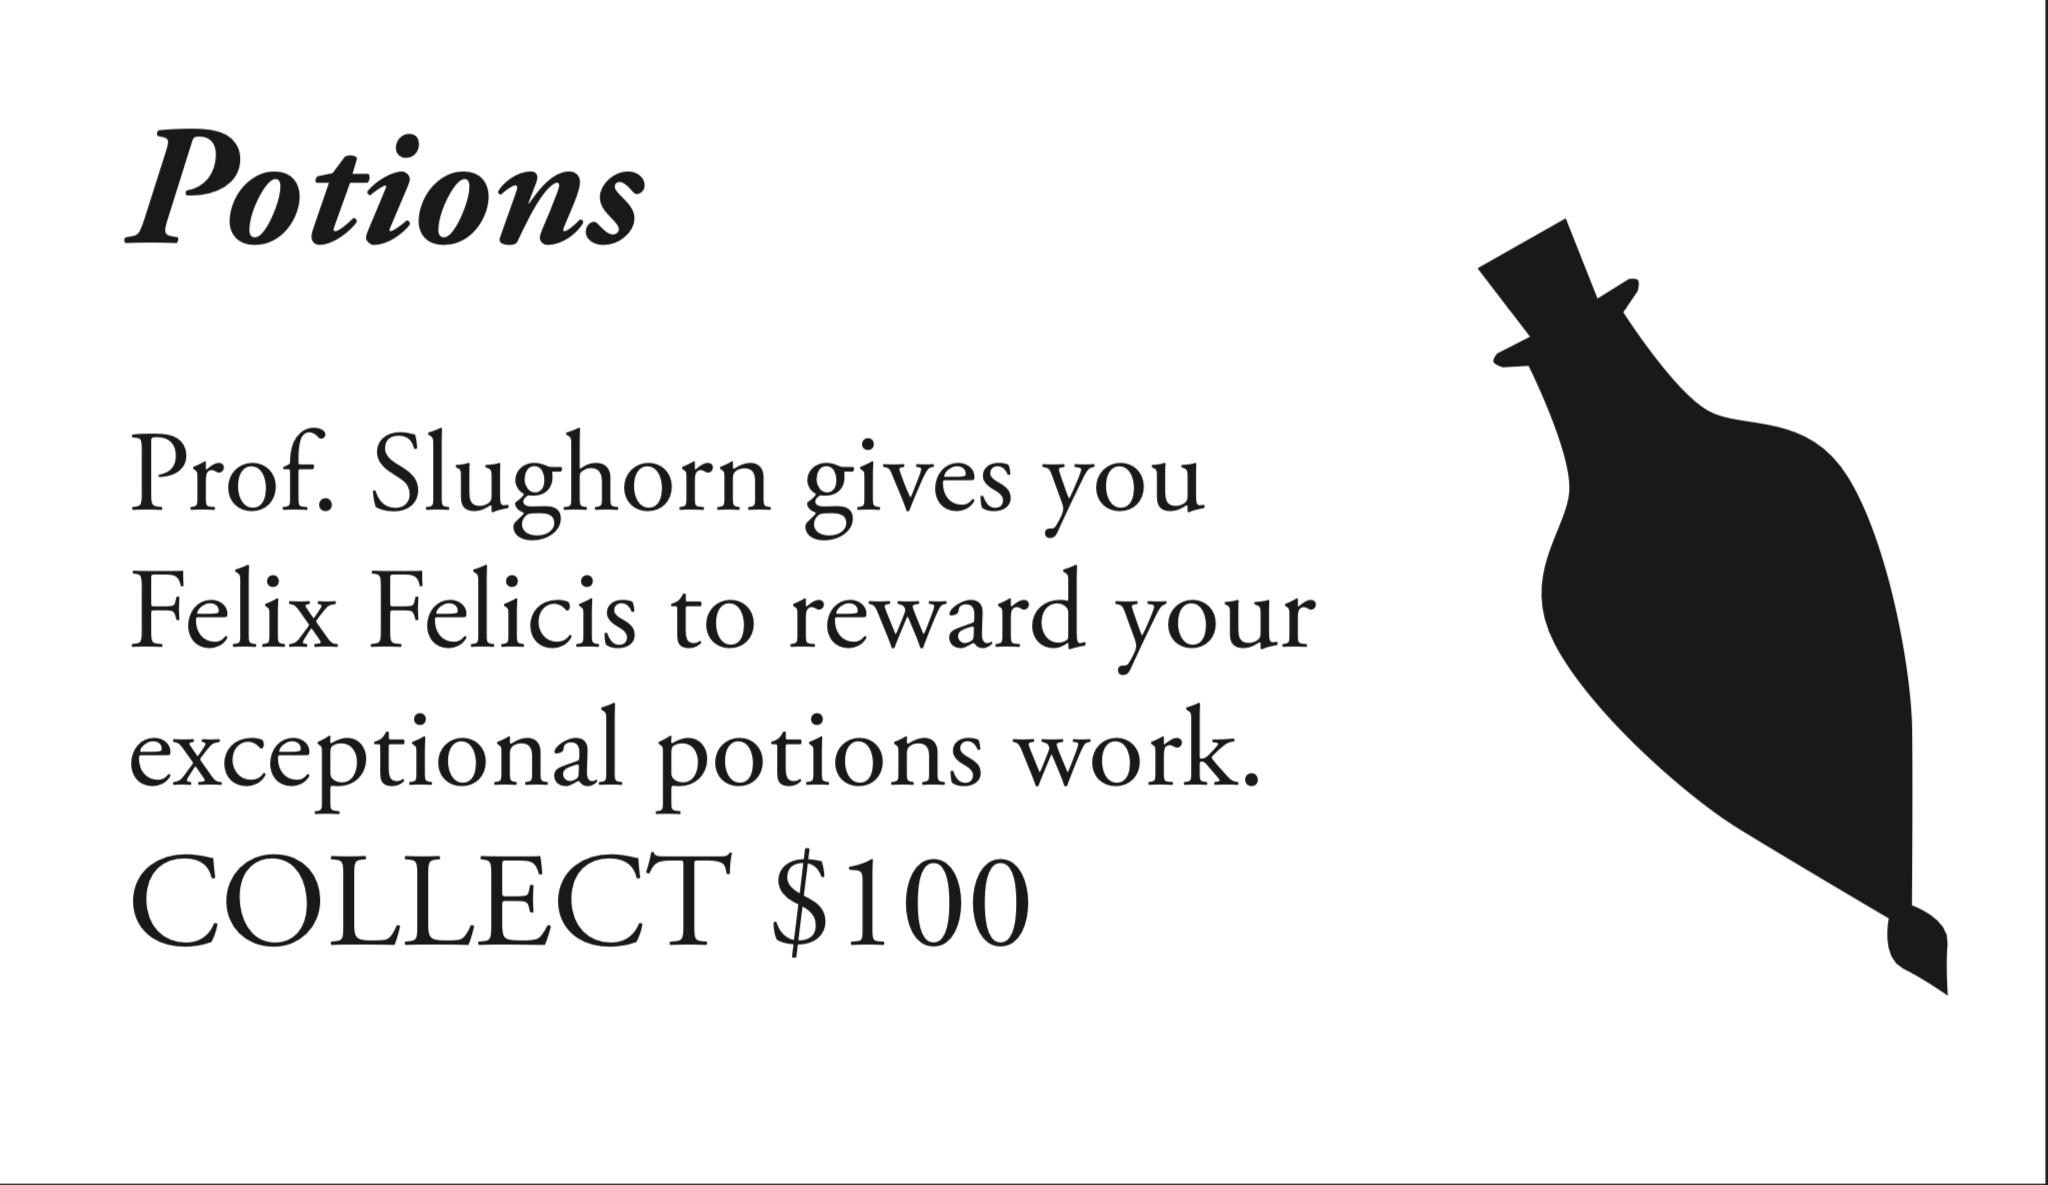 Potions
Prof. Slughorn gives you
Felix Felicis to reward your
exceptional potions work.
COLLECT $100